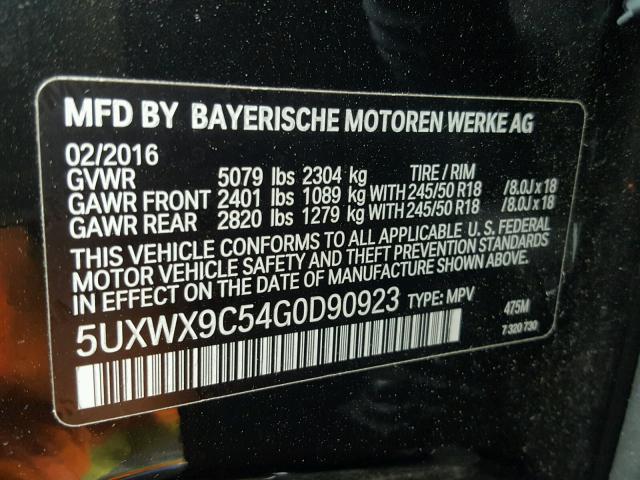 MFD BY BAYERISCHE MOTOREN WERKE AG
02/2016
GVWR 5079 lbs 2304 kg TIRE / RIM
GAWR FRONT 2401 lbs 1089 kg WITH 245/50 R18 /8.0J x 18
GAWR REAR 2820 lbs 1279 kg WITH 245/50 R18 /8.0J x 18
THIS VEHICLE CONFORMS TO ALL APPLICABLE U. S. FEDERAL
MOTOR VEHICLE SAFETY AND THEFT PREVENTION STANDARDS
IN EFFECT ON THE DATE OF MANUFACTURE SHOWN ABOVE.
5UXWX9C54G0D90923 TYPE: MPV 475M
7 320 730